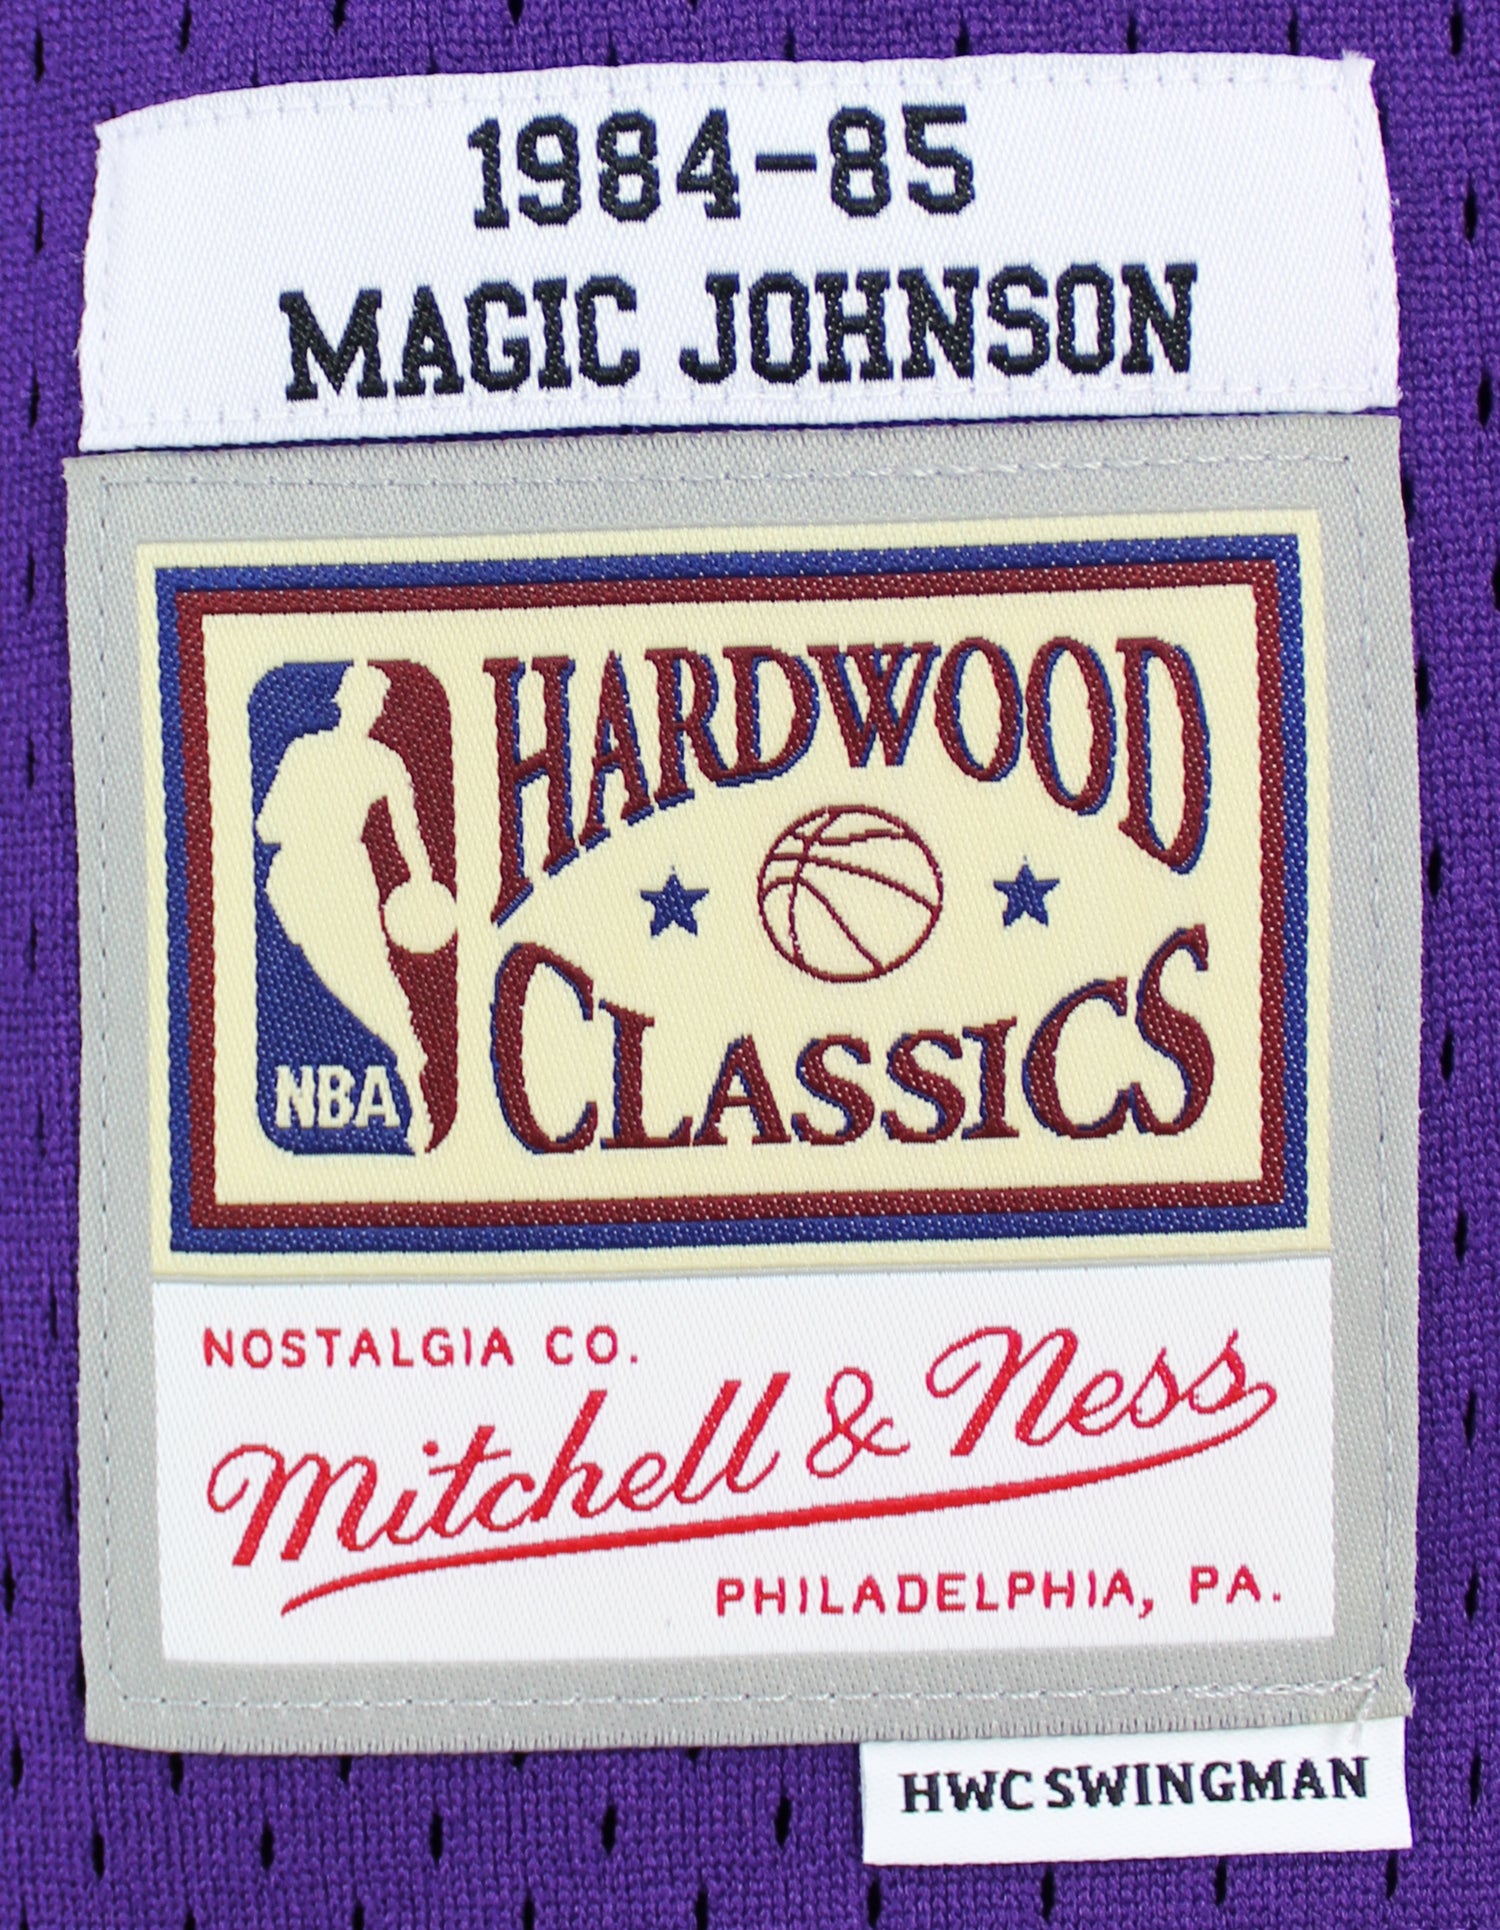 1984-85
MAGIC JOHNSON
HARDWOOD
CLASSICS
NBA
NOSTALGIA CO.
Mitchell & Ness
PHILADELPHIA, PA.
HWC SWINGMAN